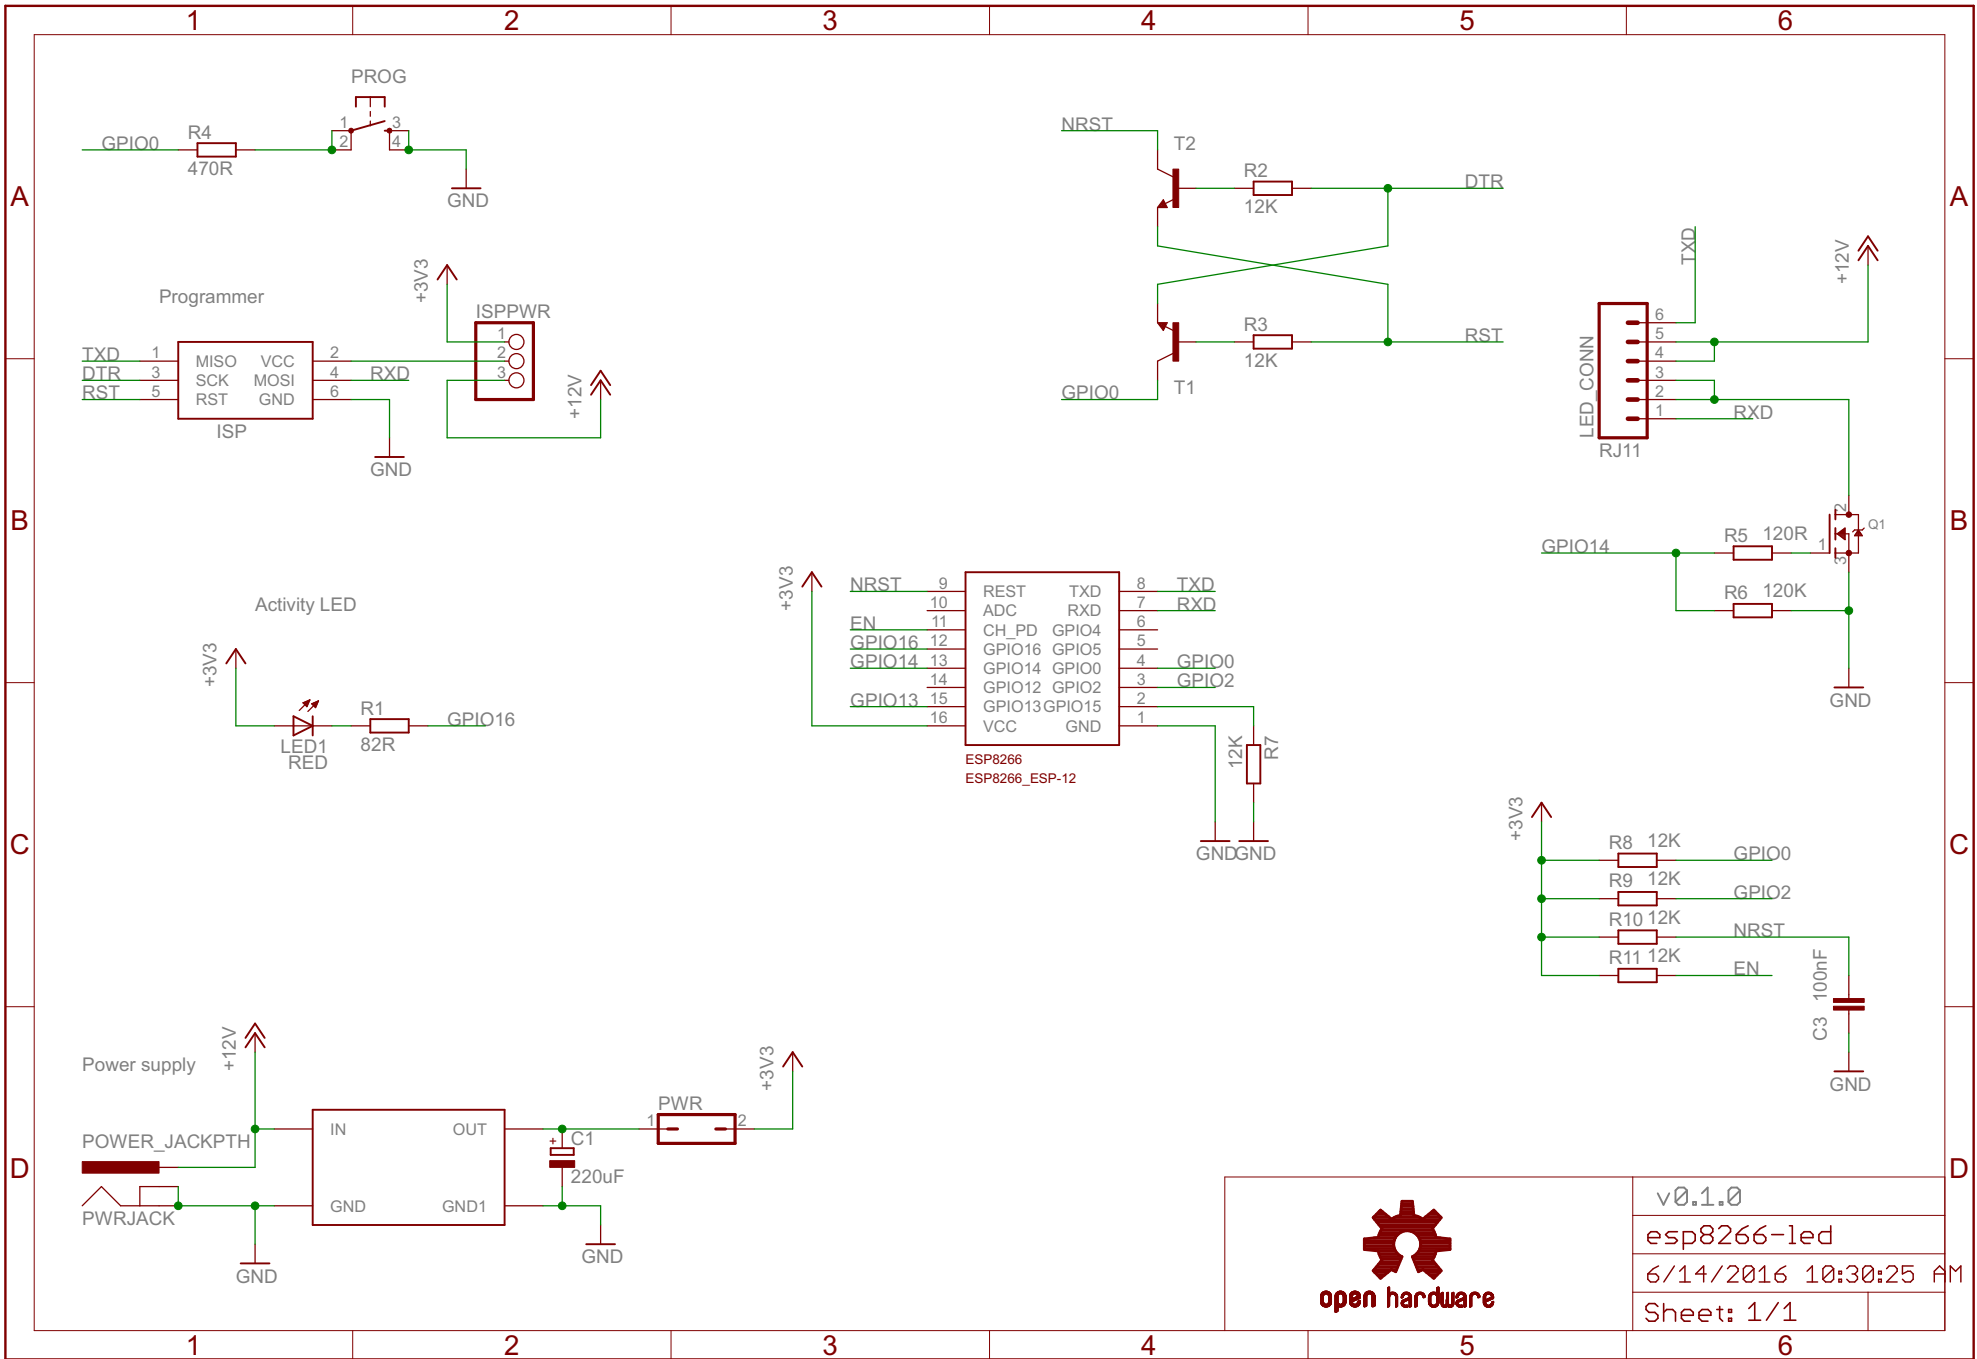 1 2 3 4 5 6
A A
B B
C C
D D
PROG
GPIO0
R4
470R
1
2
3
4
GND
Programmer
+3V3
ISPPWR
1
2
3
+12V
TXD 1 MISO VCC 2
DTR 3 SCK MOSI 4 RXD
RST 5 RST GND 6
ISP
GND
Activity LED
+3V3
LED1
RED
R1
82R
GPIO16
Power supply
+12V
POWER_JACKPTH
PWRJACK
IN OUT
GND GND1
GND
C1
+
220uF
GND
PWR
1 2
+3V3
NRST
T2
R2
12K
DTR
R3
12K
RST
T1
GPIO0
+3V3
NRST 9 REST TXD 8 TXD
10 ADC RXD 7 RXD
EN 11 CH_PD GPIO4 6
GPIO16 12 GPIO16 GPIO5 5
GPIO14 13 GPIO14 GPIO0 4 GPIO0
14 GPIO12 GPIO2 3 GPIO2
GPIO13 15 GPIO13 GPIO15 2
16 VCC GND 1
ESP8266
ESP8266_ESP-12
12K
R7
GND GND
TXD
+12V
LED_CONN
6
5
4
3
2
1
RXD
RJ11
GPIO14
R5 120R
R6 120K
1
2
3
Q1
GND
+3V3
R8 12K GPIO0
R9 12K GPIO2
R10 12K NRST
R11 12K EN
C3 100nF
GND
open hardware
v0.1.0
esp8266-led
6/14/2016 10:30:25 AM
Sheet: 1/1
1 2 3 4 5 6